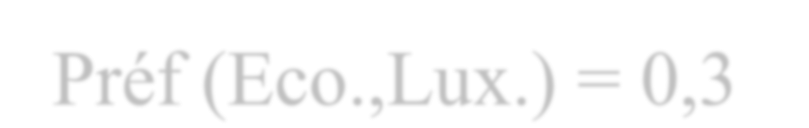 Préf (Eco.,Lux.) = 0,3